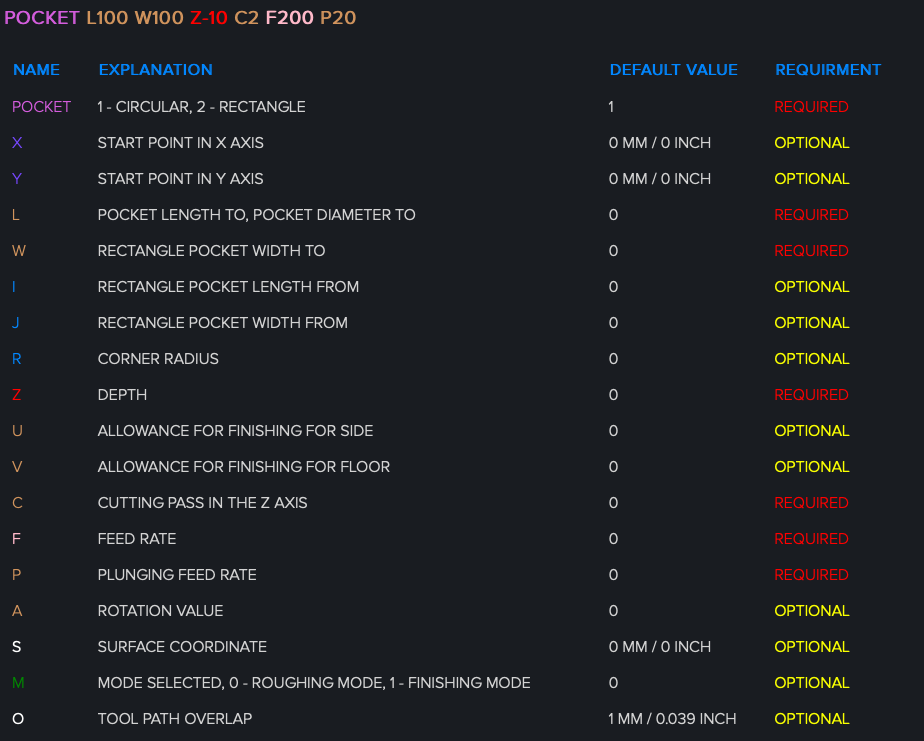 POCKET L100 W100 Z-10 C2 F200 P20
NAME EXPLANATION DEFAULT VALUE REQUIRMENT
POCKET 1 - CIRCULAR, 2 - RECTANGLE 1 REQUIRED
X START POINT IN X AXIS 0 MM / 0 INCH OPTIONAL
Y START POINT IN Y AXIS 0 MM / 0 INCH OPTIONAL
L POCKET LENGTH TO, POCKET DIAMETER TO 0 REQUIRED
W RECTANGLE POCKET WIDTH TO 0 REQUIRED
I RECTANGLE POCKET LENGTH FROM 0 OPTIONAL
J RECTANGLE POCKET WIDTH FROM 0 OPTIONAL
R CORNER RADIUS 0 OPTIONAL
Z DEPTH 0 REQUIRED
U ALLOWANCE FOR FINISHING FOR SIDE 0 OPTIONAL
V ALLOWANCE FOR FINISHING FOR FLOOR 0 OPTIONAL
C CUTTING PASS IN THE Z AXIS 0 REQUIRED
F FEED RATE 0 REQUIRED
P PLUNGING FEED RATE 0 REQUIRED
A ROTATION VALUE 0 OPTIONAL
S SURFACE COORDINATE 0 MM / 0 INCH OPTIONAL
M MODE SELECTED, 0 - ROUGHING MODE, 1 - FINISHING MODE 0 OPTIONAL
O TOOL PATH OVERLAP 1 MM / 0.039 INCH OPTIONAL